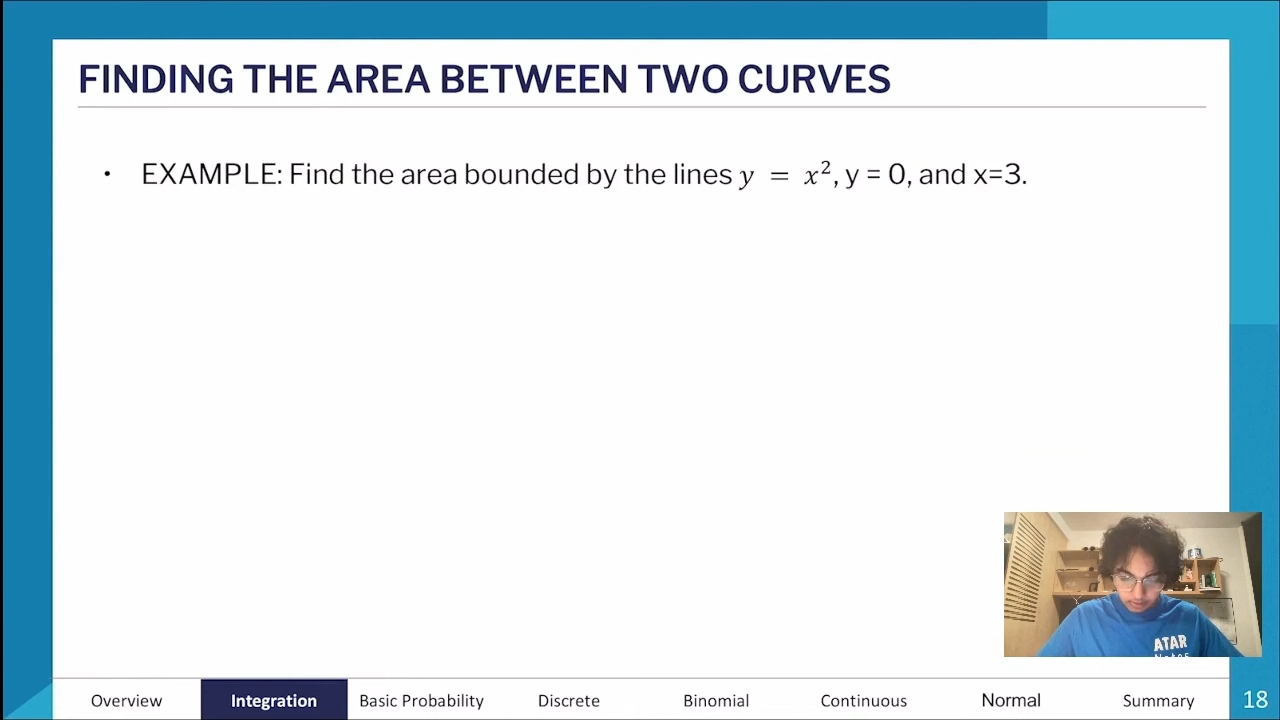 FINDING THE AREA BETWEEN TWO CURVES
• EXAMPLE: Find the area bounded by the lines y = x², y = 0, and x=3.
ATAR
Notes
Overview Integration Basic Probability Discrete Binomial Continuous Normal Summary 18